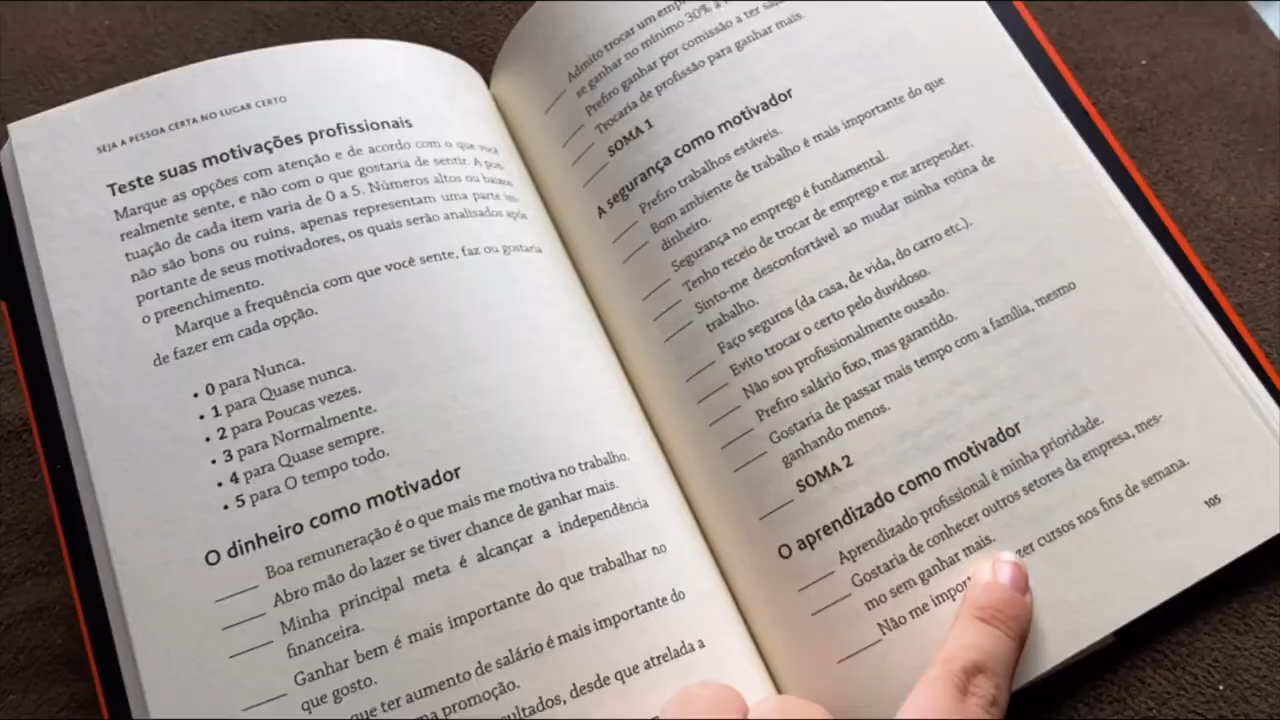 SEJA A PESSOA CERTA NO LUGAR CERTO
Teste suas motivações profissionais
Marque as opções com atenção e de acordo com o que você
realmente sente, e não com o que gostaria de sentir. A pon-
tuação de cada item varia de 0 a 5. Números altos ou baixos
não são bons ou ruins, apenas representam uma parte im-
portante de seus motivadores, os quais serão analisados após
o preenchimento.
Marque a frequência com que você sente, faz ou gostaria
de fazer em cada opção.
• 0 para Nunca.
• 1 para Quase nunca.
• 2 para Poucas vezes.
• 3 para Normalmente.
• 4 para Quase sempre.
• 5 para O tempo todo.
O dinheiro como motivador
Boa remuneração é o que mais me motiva no trabalho.
Abro mão do lazer se tiver chance de ganhar mais.
Minha principal meta é alcançar a independência
financeira.
Ganhar bem é mais importante do que trabalhar no
que gosto.
que ter aumento de salário é mais importante do
promoção.
desde que atrelada a
Admito trocar um
se ganhar no mínimo 30% a
Prefiro ganhar por comissão a ter
Trocaria de profissão para ganhar mais.
SOMA 1
A segurança como motivador
Prefiro trabalhos estáveis.
Bom ambiente de trabalho é mais importante do que
dinheiro.
Segurança no emprego é fundamental.
Tenho receio de trocar de emprego e me arrepender.
Sinto-me desconfortável ao mudar minha rotina de
trabalho.
Faço seguros (da casa, de vida, do carro etc.).
Evito trocar o certo pelo duvidoso.
Não sou profissionalmente ousado.
Prefiro salário fixo, mas garantido.
Gostaria de passar mais tempo com a família, mesmo
ganhando menos.
SOMA 2
O aprendizado como motivador
Aprendizado profissional é minha prioridade.
Gostaria de conhecer outros setores da empresa, mes-
mo sem ganhar mais.
Não me cursos nos fins de semana.
105